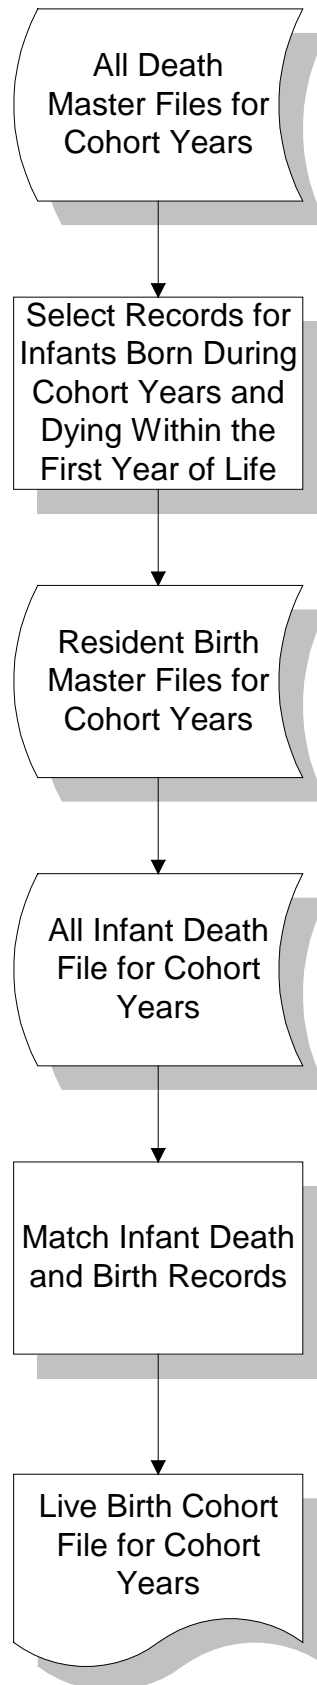 All Death
Master Files for
Cohort Years
Select Records for
Infants Born During
Cohort Years and
Dying Within the
First Year of Life
Resident Birth
Master Files for
Cohort Years
All Infant Death
File for Cohort
Years
Match Infant Death
and Birth Records
Live Birth Cohort
File for Cohort
Years